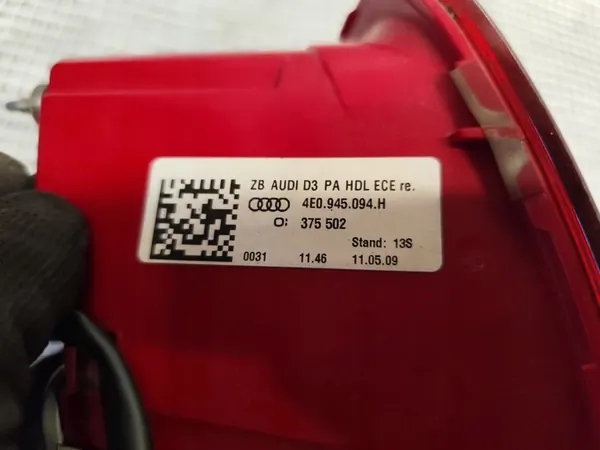 ZB AUDI D3 PA HDL ECE re.
4E0.945.094.H
O: 375 502
Stand: 13S
0031 11.46 11.05.09